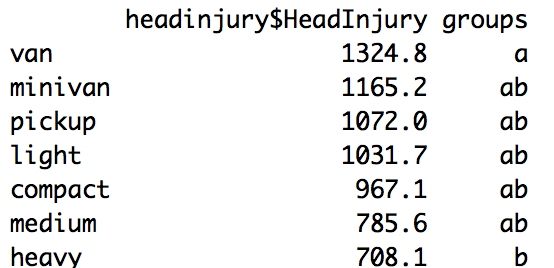 headinjury$HeadInjury groups
van 1324.8 a
minivan 1165.2 ab
pickup 1072.0 ab
light 1031.7 ab
compact 967.1 ab
medium 785.6 ab
heavy 708.1 b